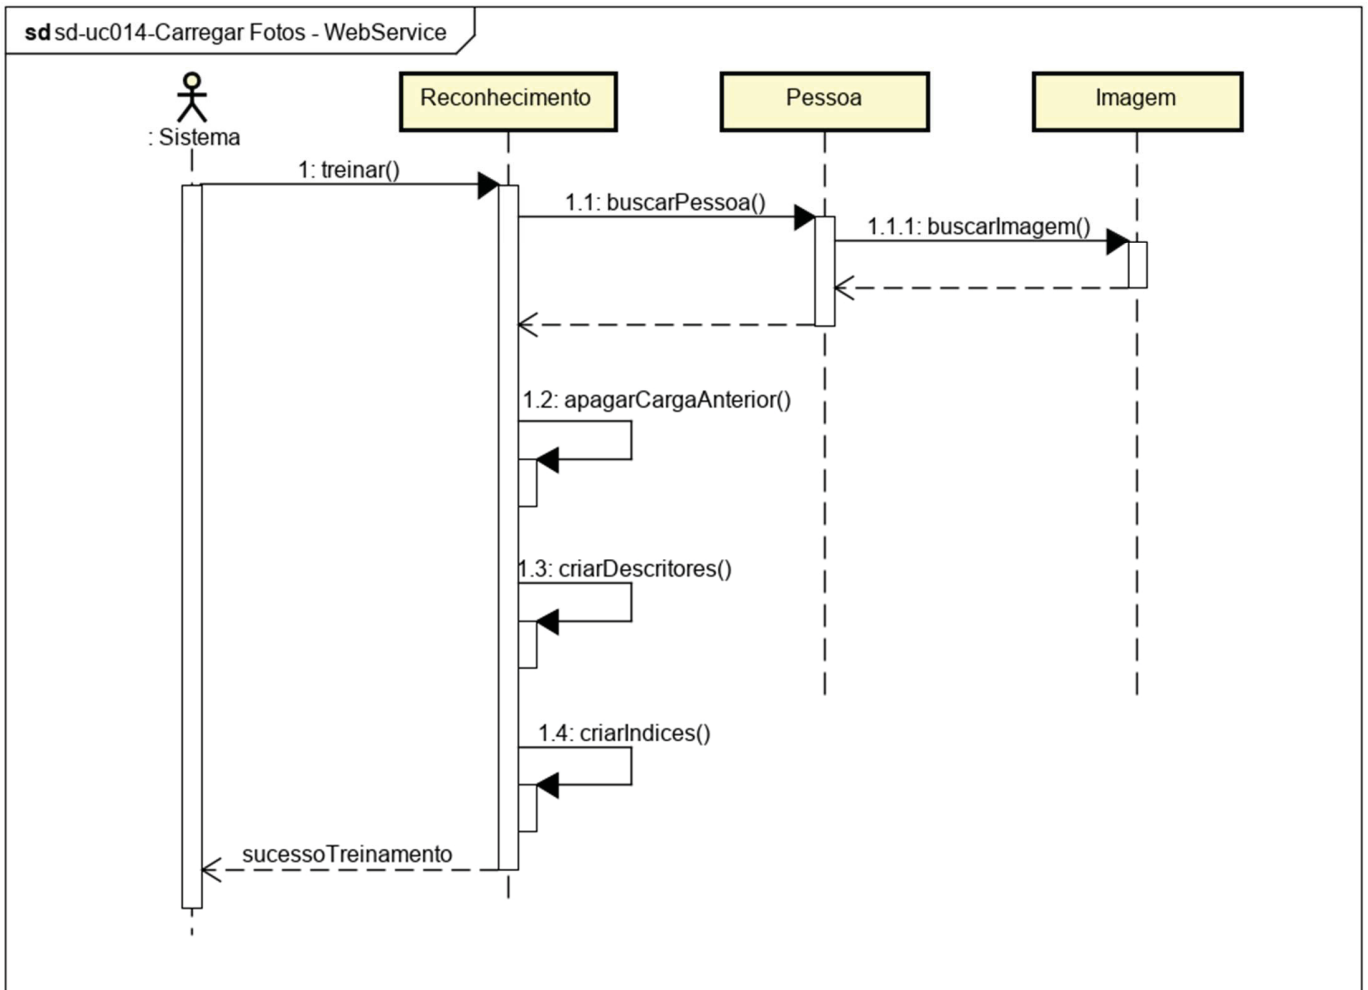 sd sd-uc014-Carregar Fotos - WebService
Reconhecimento
Pessoa
Imagem
: Sistema
1: treinar()
1.1: buscarPessoa()
1.1.1: buscarImagem()
1.2: apagarCargaAnterior()
1.3: criarDescritores()
1.4: criarIndices()
sucessoTreinamento